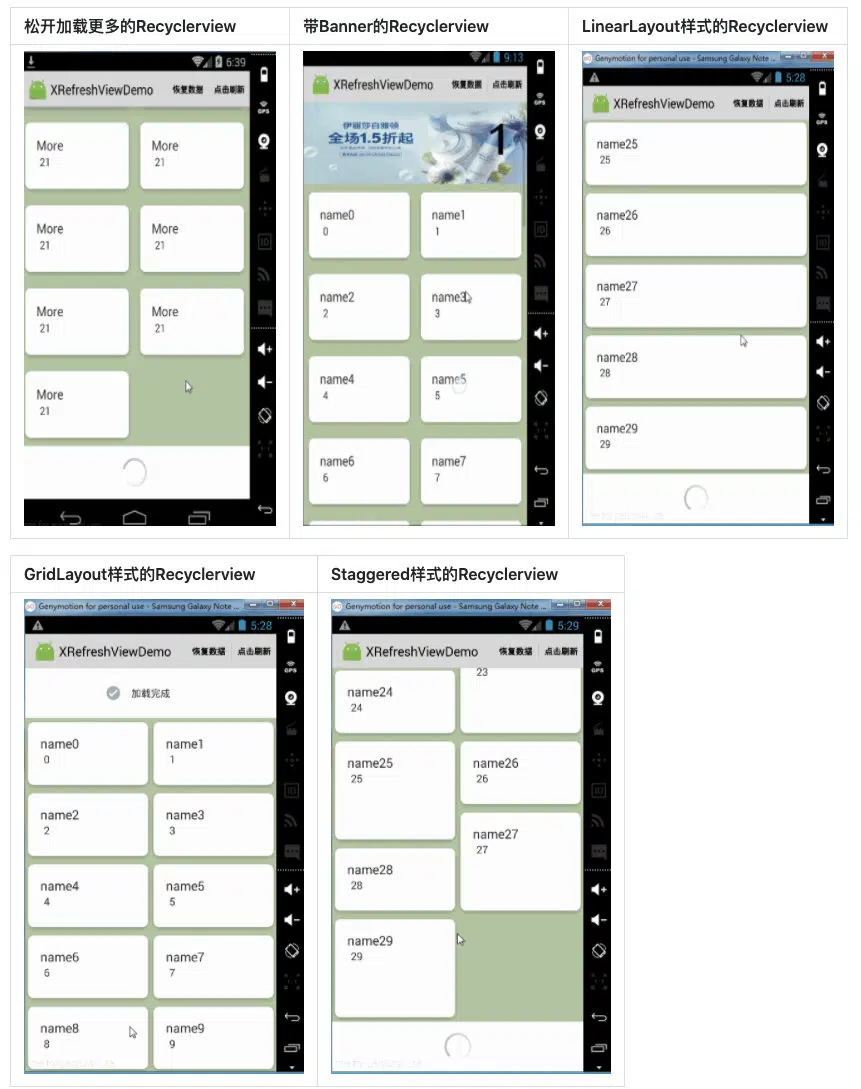 松开加载更多的Recyclerview
6:39
XRefreshViewDemo 恢复数据 点击刷新
More
21
More
21
More
21
More
21
More
21
More
21
More
21
GPS
带Banner的Recyclerview
9:13
XRefreshViewDemo 恢复数据 点击刷新
伊丽莎白雅顿
全场1.5折起
1
name0
0
name1
1
name2
2
name3
3
name4
4
name5
5
name6
6
name7
7
GPS
LinearLayout样式的Recyclerview
Genymotion for personal use - Samsung Galaxy Note ...
5:28
XRefreshViewDemo 恢复数据 点击刷新
name25
25
name26
26
name27
27
name28
28
name29
29
GPS
GridLayout样式的Recyclerview
Genymotion for personal use - Samsung Galaxy Note ...
5:28
XRefreshViewDemo 恢复数据 点击刷新
加载完成
name0
0
name1
1
name2
2
name3
3
name4
4
name5
5
name6
6
name7
7
name8
8
name9
9
GPS
Staggered样式的Recyclerview
Genymotion for personal use - Samsung Galaxy Note ...
5:29
XRefreshViewDemo 恢复数据 点击刷新
23
name24
24
name25
25
name26
26
name27
27
name28
28
name29
29
GPS